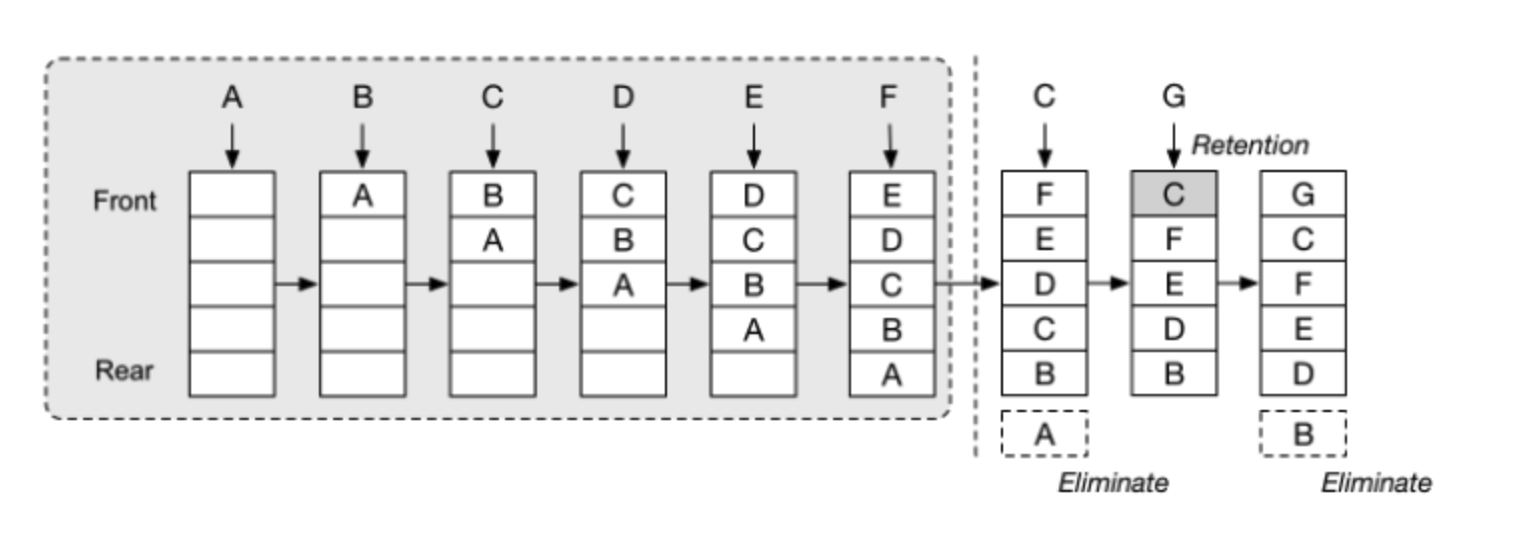 A B C D E F C G
Retention
Front A B C D E F C G
A B C D E F C
A B C D E F
A B C D E
Rear A B B D
A B
Eliminate Eliminate